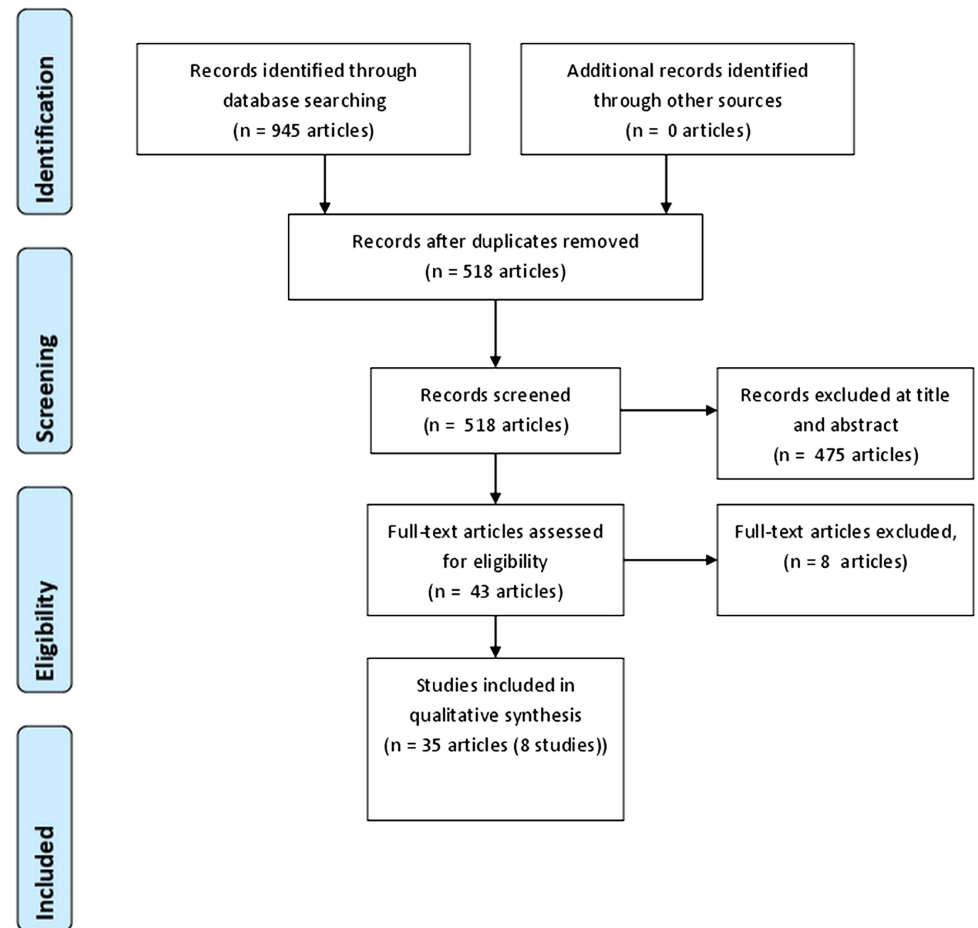 Identification
Records identified through
database searching
(n = 945 articles)
Additional records identified
through other sources
(n = 0 articles)
Records after duplicates removed
(n = 518 articles)
Screening
Records screened
(n = 518 articles)
Records excluded at title
and abstract
(n = 475 articles)
Eligibility
Full-text articles assessed
for eligibility
(n = 43 articles)
Full-text articles excluded,
(n = 8 articles)
Included
Studies included in
qualitative synthesis
(n = 35 articles (8 studies))